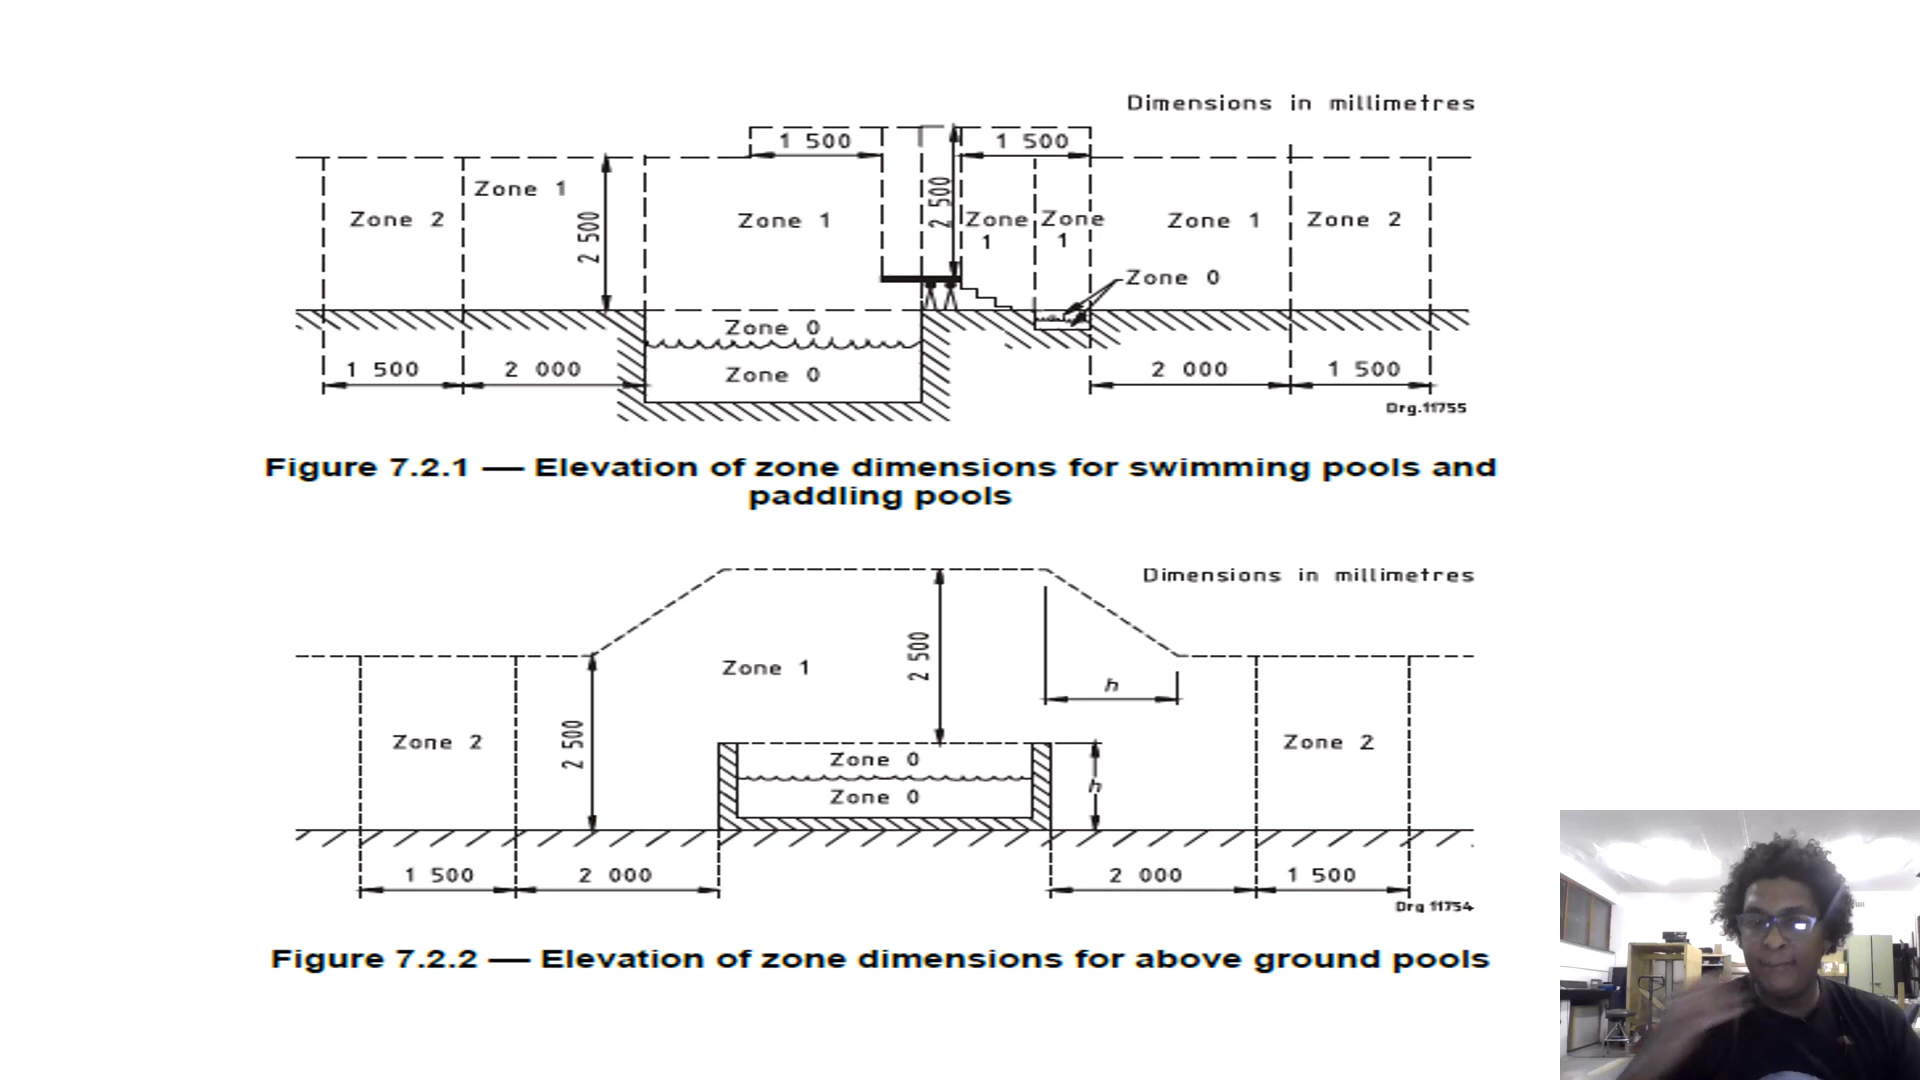 Dimensions in millimetres
1 500
1 500
Zone 1
Zone 2
2 500
Zone 1
2 500
Zone
1
Zone
1
Zone 1
Zone 2
Zone 0
Zone 0
Zone 0
1 500
2 000
2 000
1 500
Drg.11755
Figure 7.2.1 — Elevation of zone dimensions for swimming pools and
paddling pools
Dimensions in millimetres
Zone 1
2 500
h
Zone 2
2 500
Zone 0
Zone 0
h
Zone 2
1 500
2 000
2 000
1 500
Drg 11754
Figure 7.2.2 — Elevation of zone dimensions for above ground pools